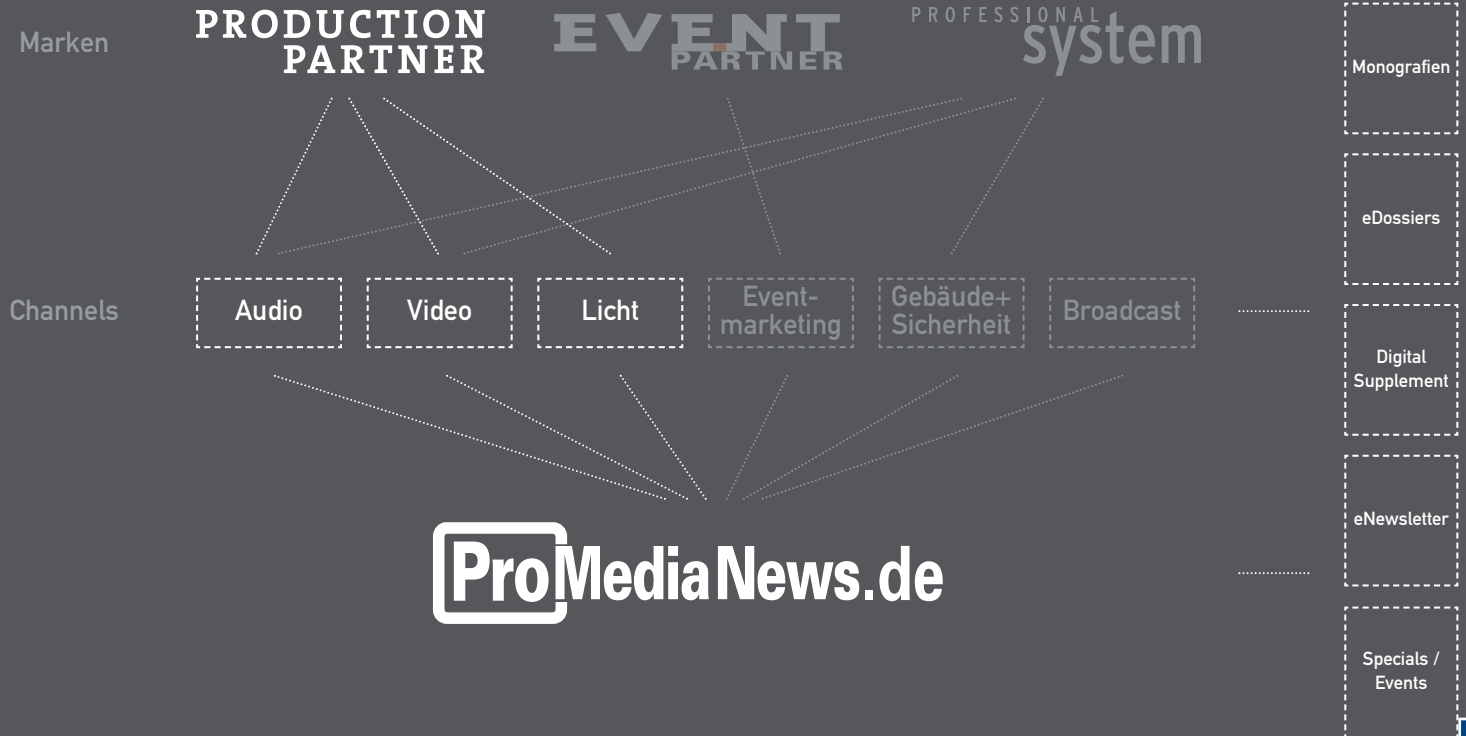 Marken
PRODUCTION
PARTNER
EVENT
PARTNER
PROFESSIONAL
system
Channels
Audio
Video
Licht
Event-
marketing
Gebäude+
Sicherheit
Broadcast
ProMediaNews.de
Monografien
eDossiers
Digital
Supplement
eNewsletter
Specials /
Events